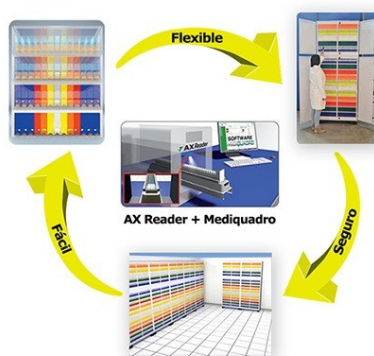 Flexible
SOFTWARE
AX Reader
AX Reader + Mediquadro
Seguro
Fácil